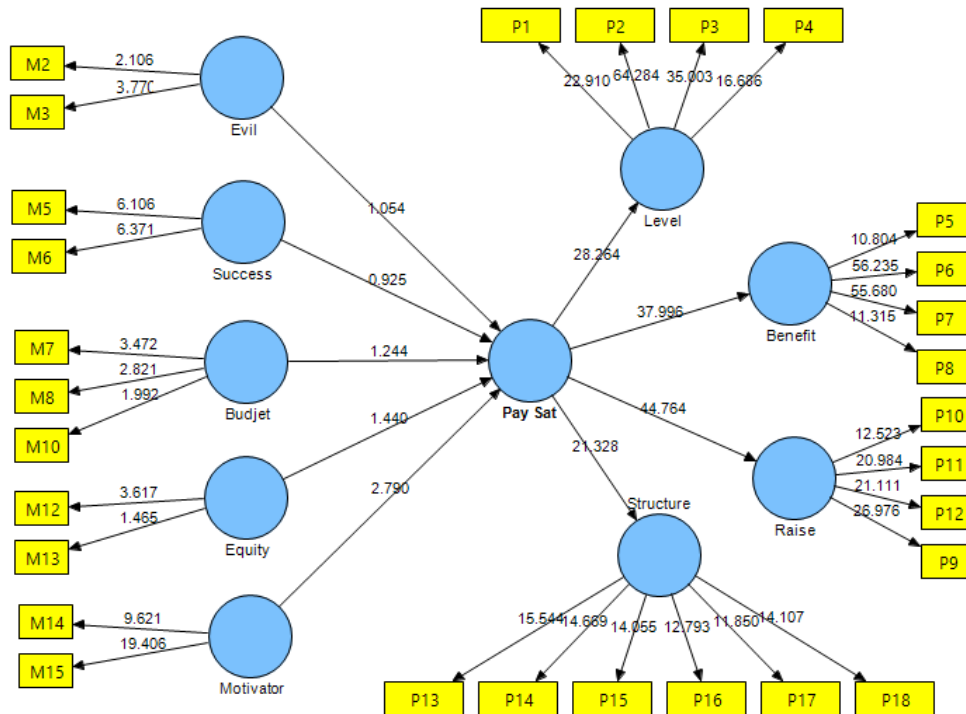 P1
P2
P3
P4
22.910
64.284
35.003
16.686
Level
M2
M3
2.106
3.770
Evil
1.054
M5
M6
6.106
6.371
Success
0.925
28.264
P5
P6
P7
P8
10.804
56.235
55.680
11.315
Benefit
37.996
M7
M8
M10
3.472
2.821
1.992
Budjet
1.244
Pay Sat
44.764
21.328
P10
P11
P12
P9
12.523
20.984
21.111
26.976
Raise
M12
M13
3.617
1.465
Equity
1.440
2.790
Structure
M14
M15
9.621
19.406
Motivator
15.544
14.669
14.055
12.793
11.850
14.107
P13
P14
P15
P16
P17
P18